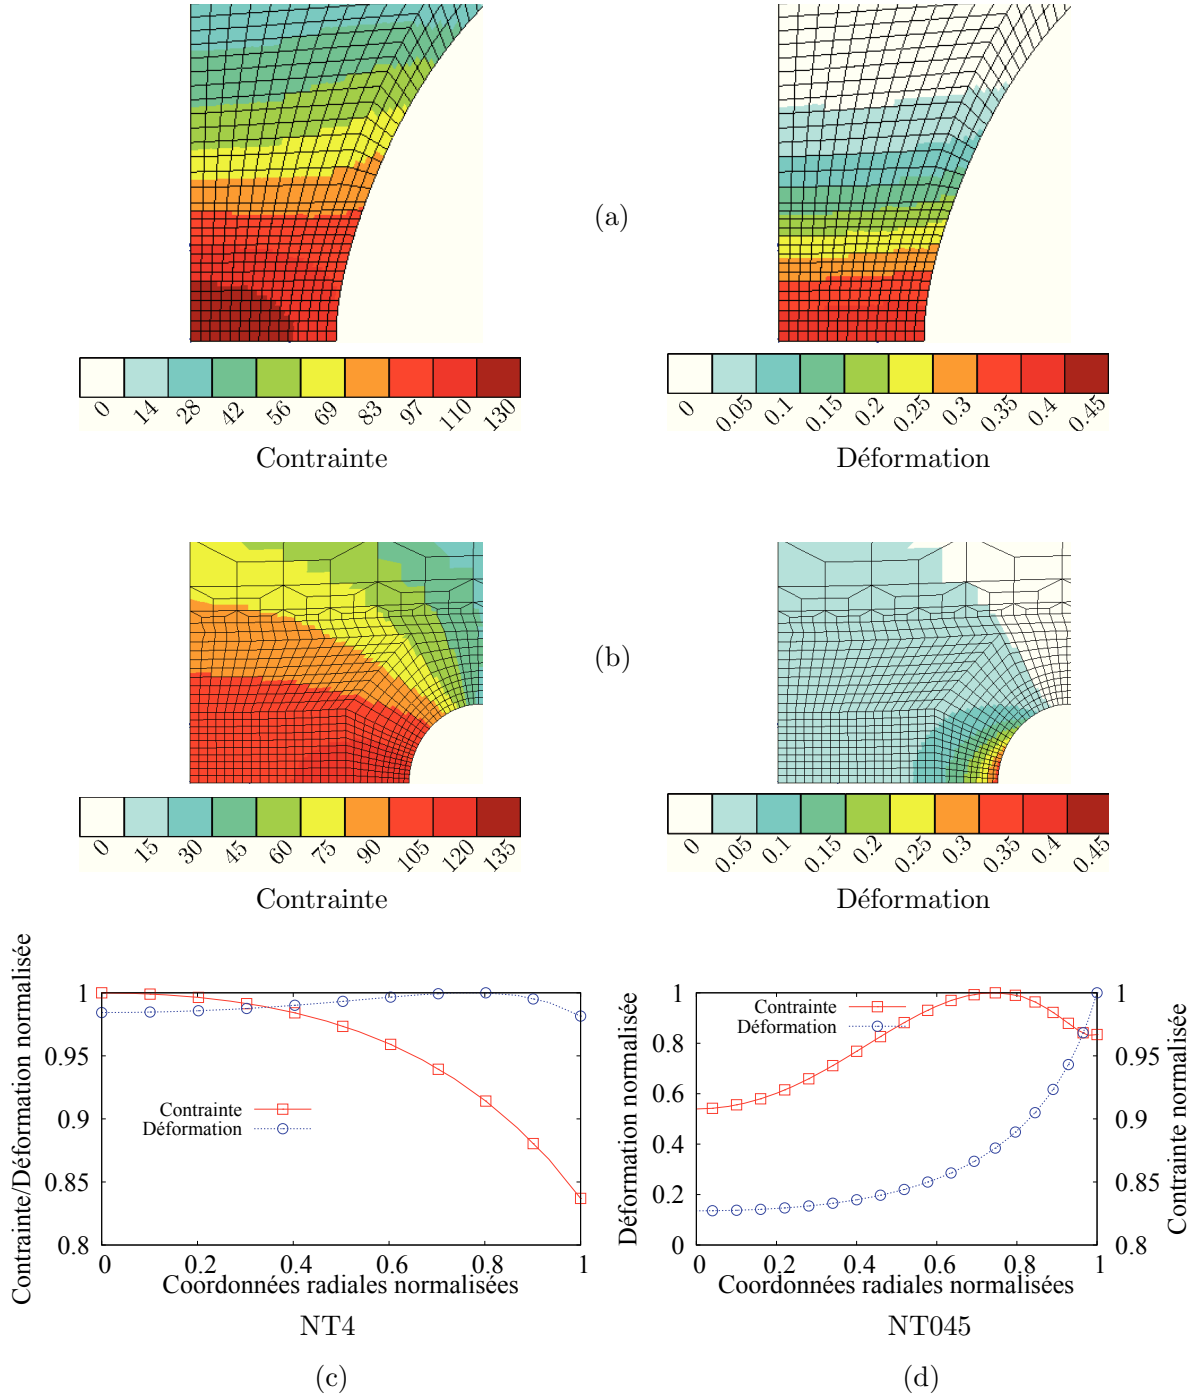 (a)
0 14 28 42 56 69 83 97 110 130
Contrainte
0 0.05 0.1 0.15 0.2 0.25 0.3 0.35 0.4 0.45
Déformation
(b)
0 15 30 45 60 75 90 105 120 135
Contrainte
0 0.05 0.1 0.15 0.2 0.25 0.3 0.35 0.4 0.45
Déformation
Contrainte/Déformation normalisée
1
0.95
0.9
0.85
0.8
Contrainte
Déformation
0 0.2 0.4 0.6 0.8 1
Coordonnées radiales normalisées
NT4
(c)
Déformation normalisée
1
0.8
0.6
0.4
0.2
0
Contrainte
Déformation
1
0.95
0.9
0.85
0.8
Contrainte normalisée
0 0.2 0.4 0.6 0.8 1
Coordonnées radiales normalisées
NT045
(d)